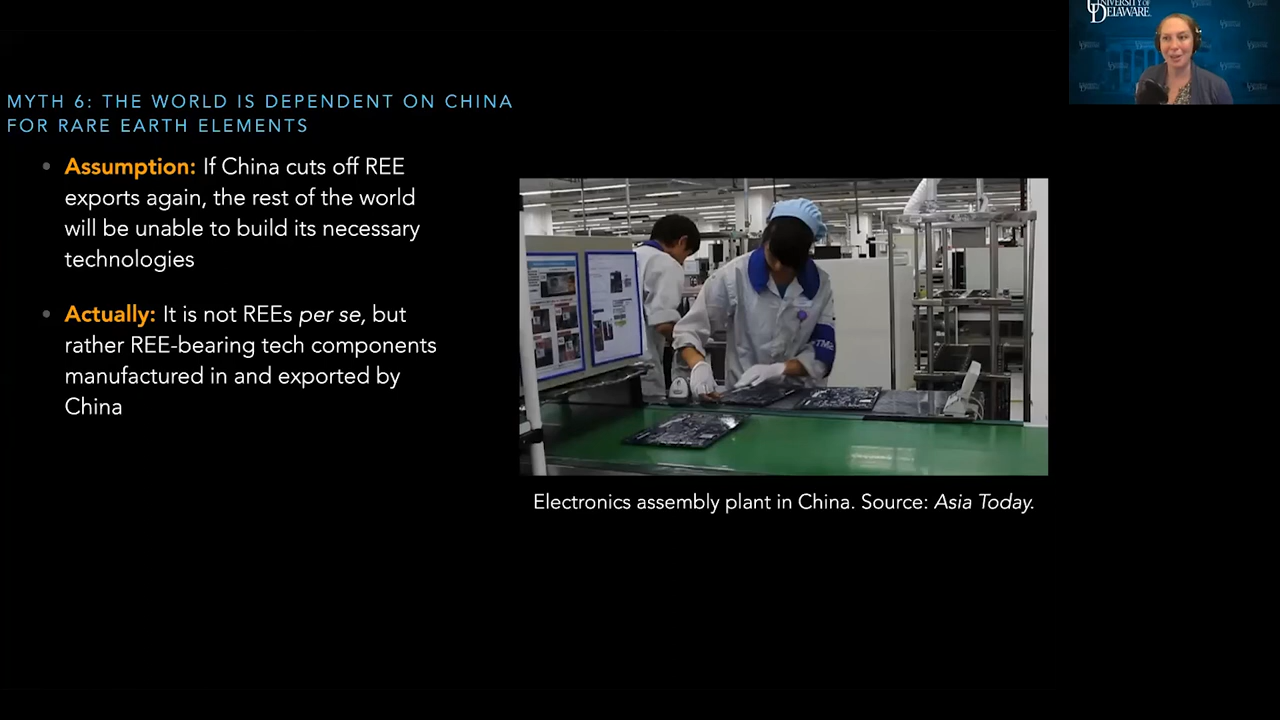 UNIVERSITY OF
DELAWARE
MYTH 6: THE WORLD IS DEPENDENT ON CHINA
FOR RARE EARTH ELEMENTS
• Assumption: If China cuts off REE
exports again, the rest of the world
will be unable to build its necessary
technologies
• Actually: It is not REEs per se, but
rather REE-bearing tech components
manufactured in and exported by
China
Electronics assembly plant in China. Source: Asia Today.